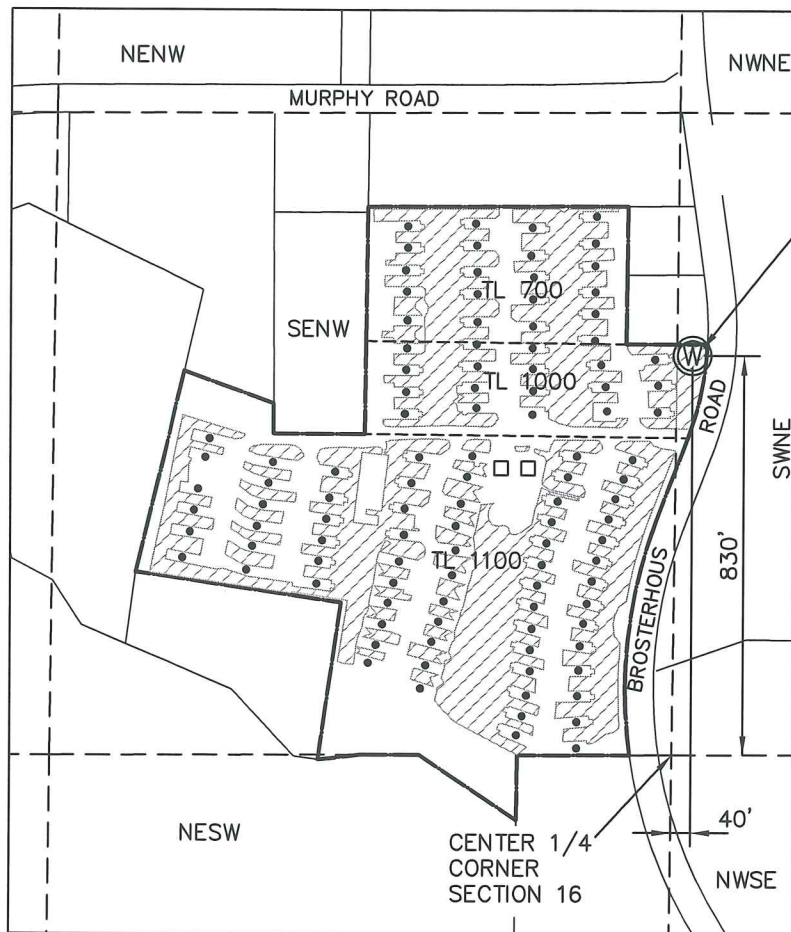 NENW
NWNE
MURPHY ROAD
TL 700
SENW
W
TL 1000
ROAD
SWNE
830'
TL 1100
BROSTERHOUS
NESW
CENTER 1/4
CORNER
SECTION 16
40'
NWSE